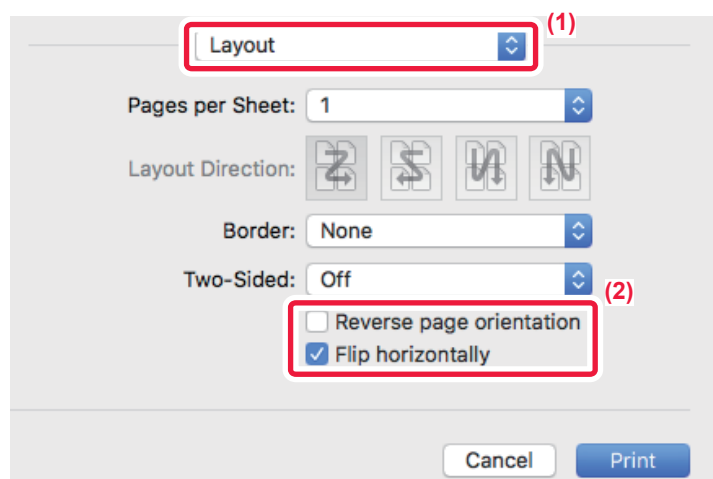 (1)
Layout
Pages per Sheet: 1
Layout Direction:
Border: None
Two-Sided: Off
(2)
Reverse page orientation
Flip horizontally
Cancel Print